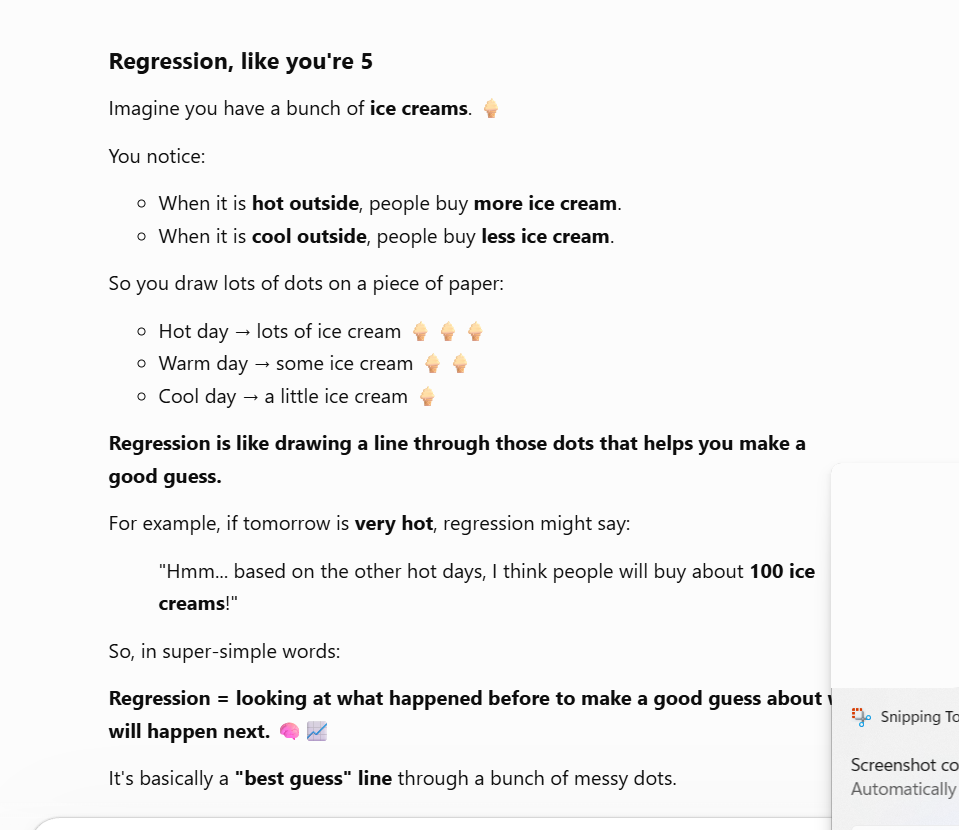 Regression, like you're 5
Imagine you have a bunch of ice creams. 🍦
You notice:
When it is hot outside, people buy more ice cream.
When it is cool outside, people buy less ice cream.
So you draw lots of dots on a piece of paper:
Hot day → lots of ice cream 🍦 🍦 🍦
Warm day → some ice cream 🍦 🍦
Cool day → a little ice cream 🍦
Regression is like drawing a line through those dots that helps you make a
good guess.
For example, if tomorrow is very hot, regression might say:
"Hmm... based on the other hot days, I think people will buy about 100 ice
creams!"
So, in super-simple words:
Regression = looking at what happened before to make a good guess about
will happen next. 🧠 📈
It's basically a "best guess" line through a bunch of messy dots.
Snipping
Screenshot
Automatically